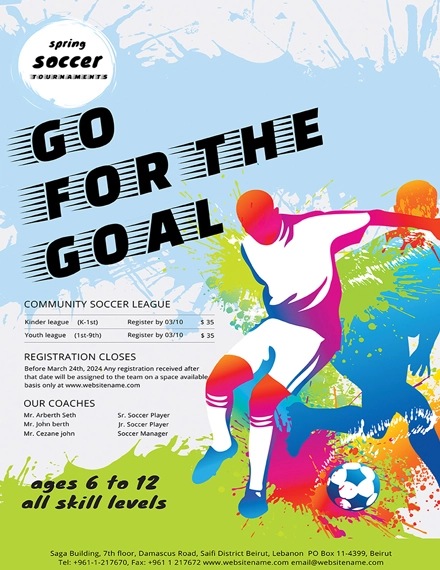 spring
soccer
TOURNAMENTS
GO
FOR THE
GOAL
COMMUNITY SOCCER LEAGUE
Kinder league (K-1st) Register by 03/10 $ 35
Youth league (1st-9th) Register by 03/10 $ 35
REGISTRATION CLOSES
Before March 24th, 2024 Any registration received after
that date will be assigned to the team on a space available
basis only at www.websitename.com
OUR COACHES
Mr. Arberth Seth Sr. Soccer Player
Mr. John berth Jr. Soccer Player
Mr. Cezane john Soccer Manager
ages 6 to 12
all skill levels
Saga Building, 7th floor, Damascus Road, Saifi District Beirut, Lebanon PO Box 11-4399, Beirut
Tel: +961-1-217670, Fax: +961 1 217672 www.websitename.com email@websitename.com